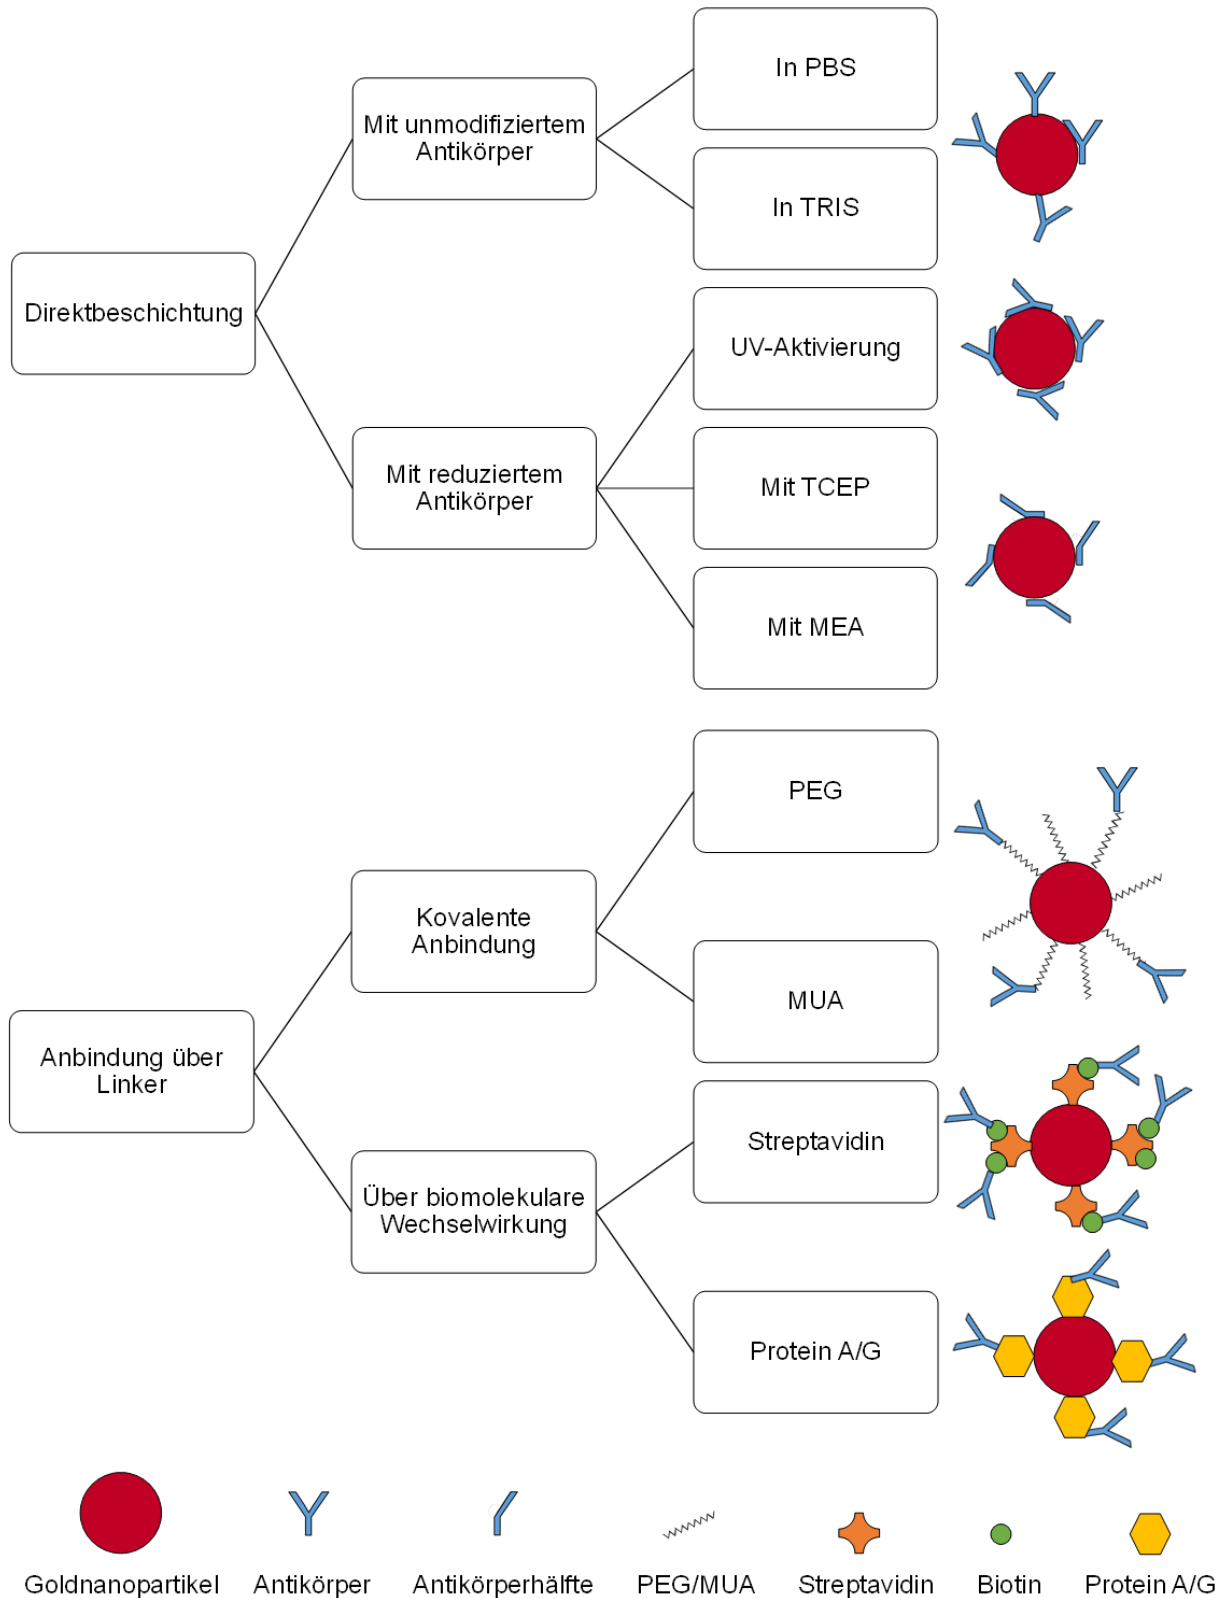 In PBS
Mit unmodifiziertem
Antikörper
In TRIS
Direktbeschichtung
UV-Aktivierung
Mit reduziertem
Antikörper
Mit TCEP
Mit MEA
PEG
Kovalente
Anbindung
MUA
Anbindung über
Linker
Streptavidin
Über biomolekulare
Wechselwirkung
Protein A/G
Goldnanopartikel
Antikörper
Antikörperhälfte
PEG/MUA
Streptavidin
Biotin
Protein A/G